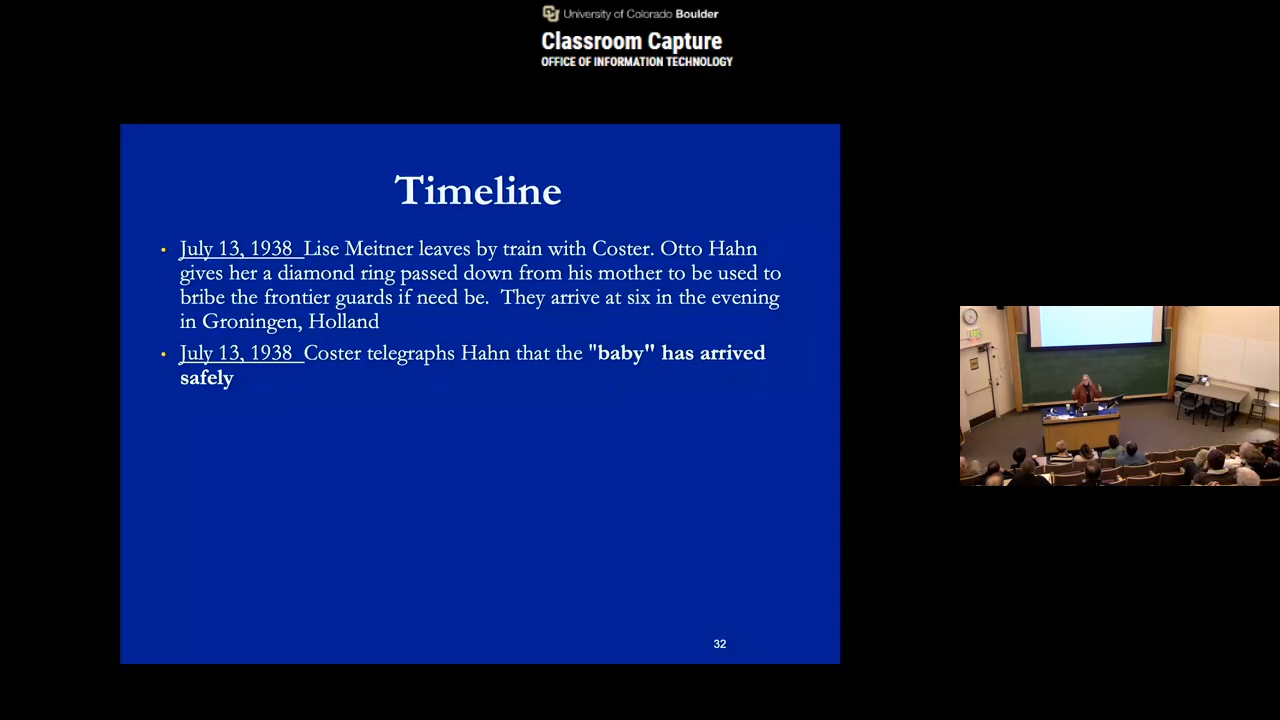 University of Colorado Boulder
Classroom Capture
OFFICE OF INFORMATION TECHNOLOGY
Timeline
• July 13, 1938 Lise Meitner leaves by train with Coster. Otto Hahn
gives her a diamond ring passed down from his mother to be used to
bribe the frontier guards if need be. They arrive at six in the evening
in Groningen, Holland
• July 13, 1938 Coster telegraphs Hahn that the "baby" has arrived
safely
32